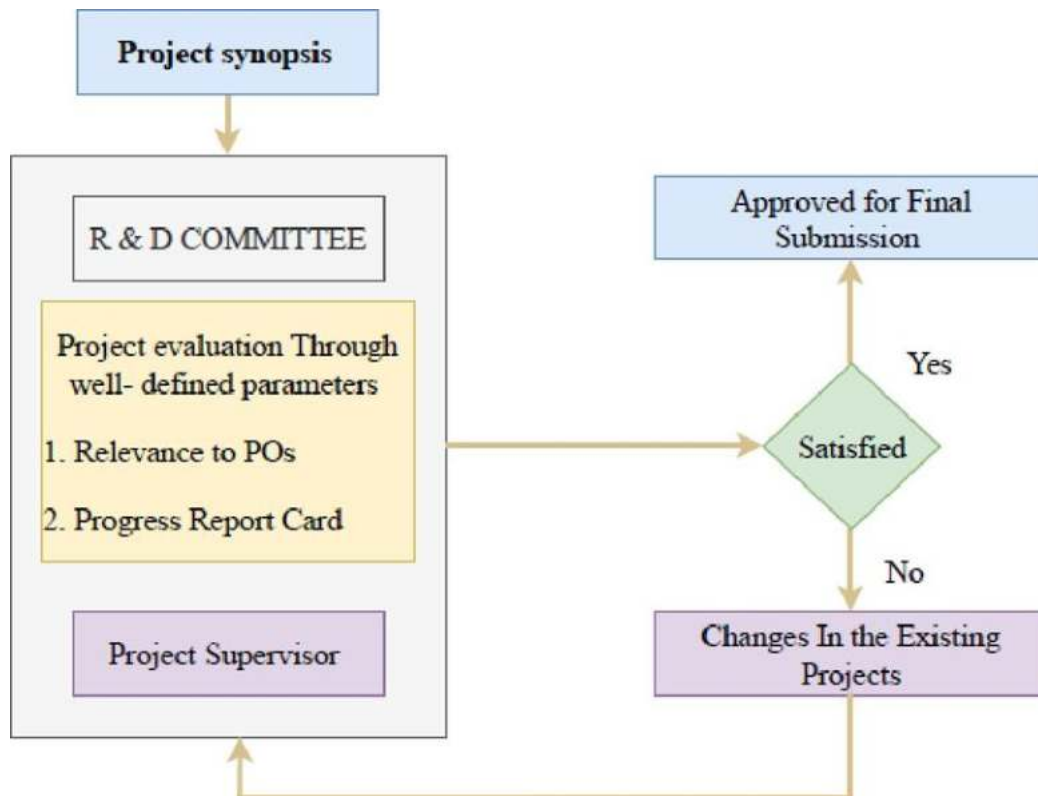 Project synopsis
R & D COMMITTEE
Project evaluation Through
well- defined parameters
1. Relevance to POs
2. Progress Report Card
Project Supervisor
Approved for Final
Submission
Yes
Satisfied
No
Changes In the Existing
Projects